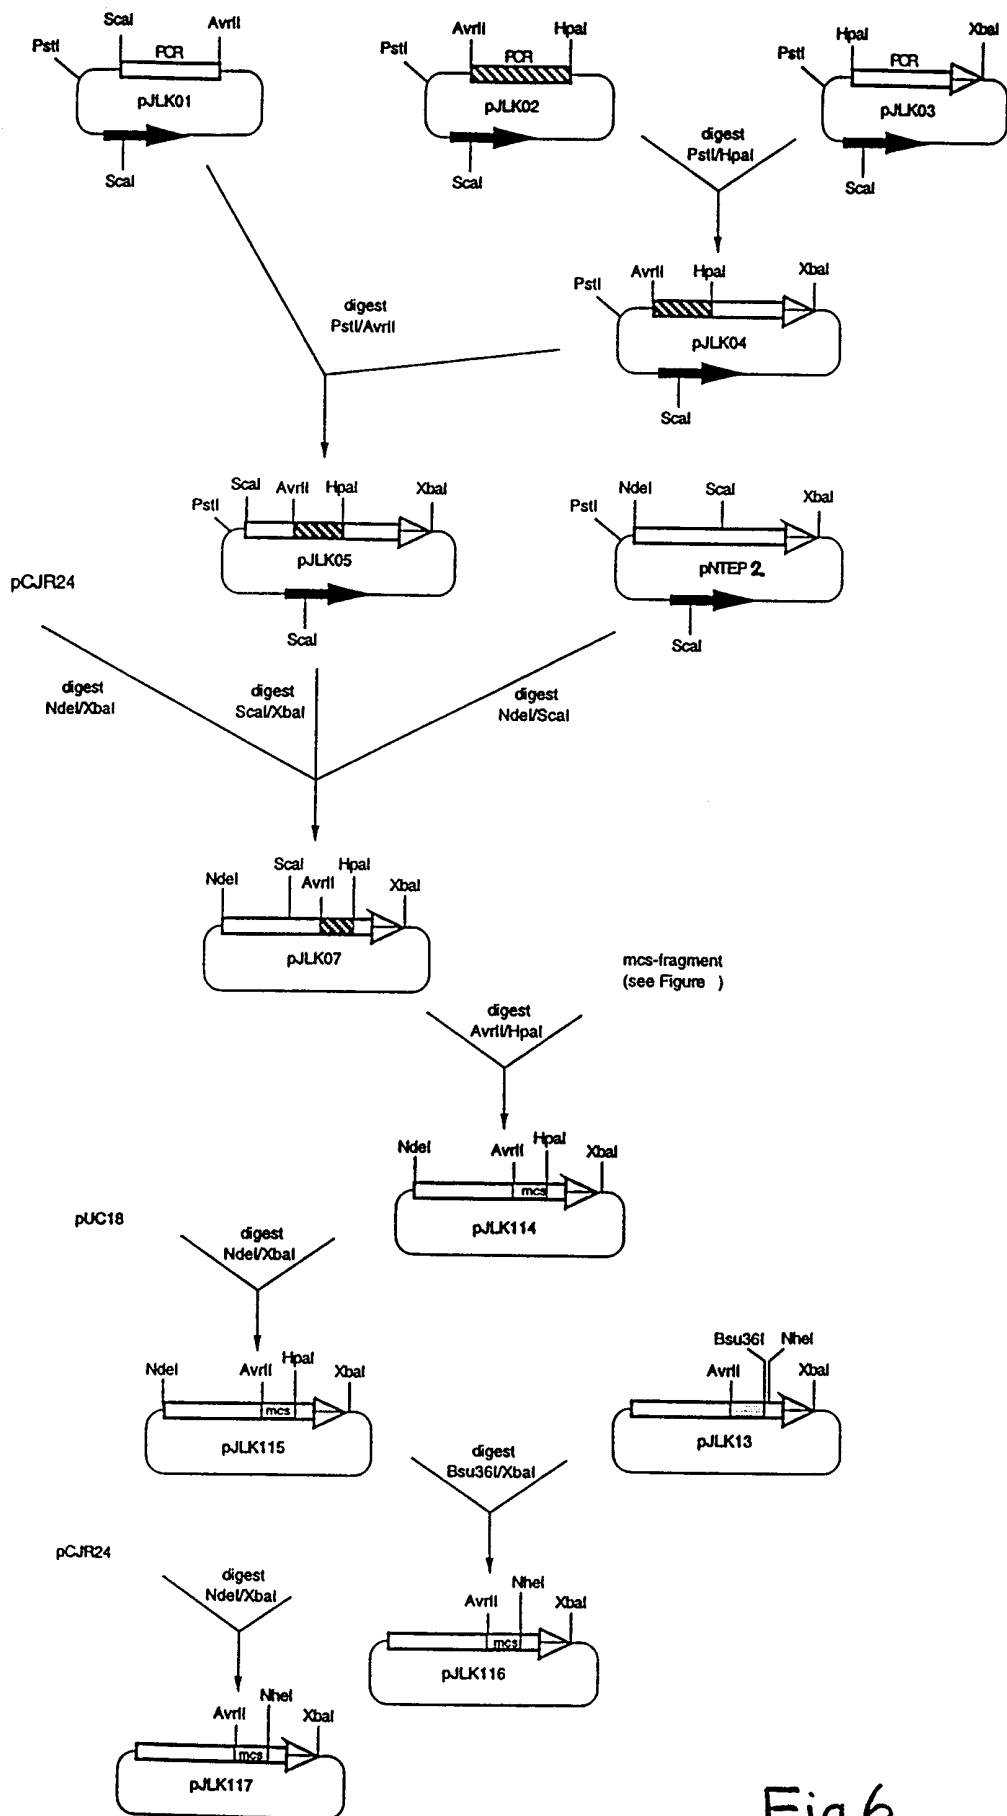 ScaI
AvrII
PstI
PCR
pJLK01
ScaI
AvrII
HpaI
PstI
PCR
pJLK02
ScaI
HpaI
XbaI
PstI
PCR
pJLK03
ScaI
digest
PstI/HpaI
AvrII
HpaI
XbaI
PstI
pJLK04
ScaI
digest
PstI/AvrII
ScaI
AvrII
HpaI
XbaI
PstI
pJLK05
ScaI
NdeI
ScaI
XbaI
PstI
pNTEP2
ScaI
pCJR24
digest
NdeI/XbaI
digest
ScaI/XbaI
digest
NdeI/ScaI
NdeI
ScaI
AvrII
HpaI
XbaI
pJLK07
mcs-fragment
(see Figure )
digest
AvrII/HpaI
NdeI
AvrII
HpaI
XbaI
mcs
pJLK114
pUC18
digest
NdeI/XbaI
NdeI
AvrII
HpaI
XbaI
mcs
pJLK115
Bsu36I
NheI
AvrII
XbaI
pJLK13
digest
Bsu36I/XbaI
pCJR24
digest
NdeI/XbaI
AvrII
NheI
XbaI
mcs
pJLK116
AvrII
NheI
XbaI
mcs
pJLK117
Fig 6